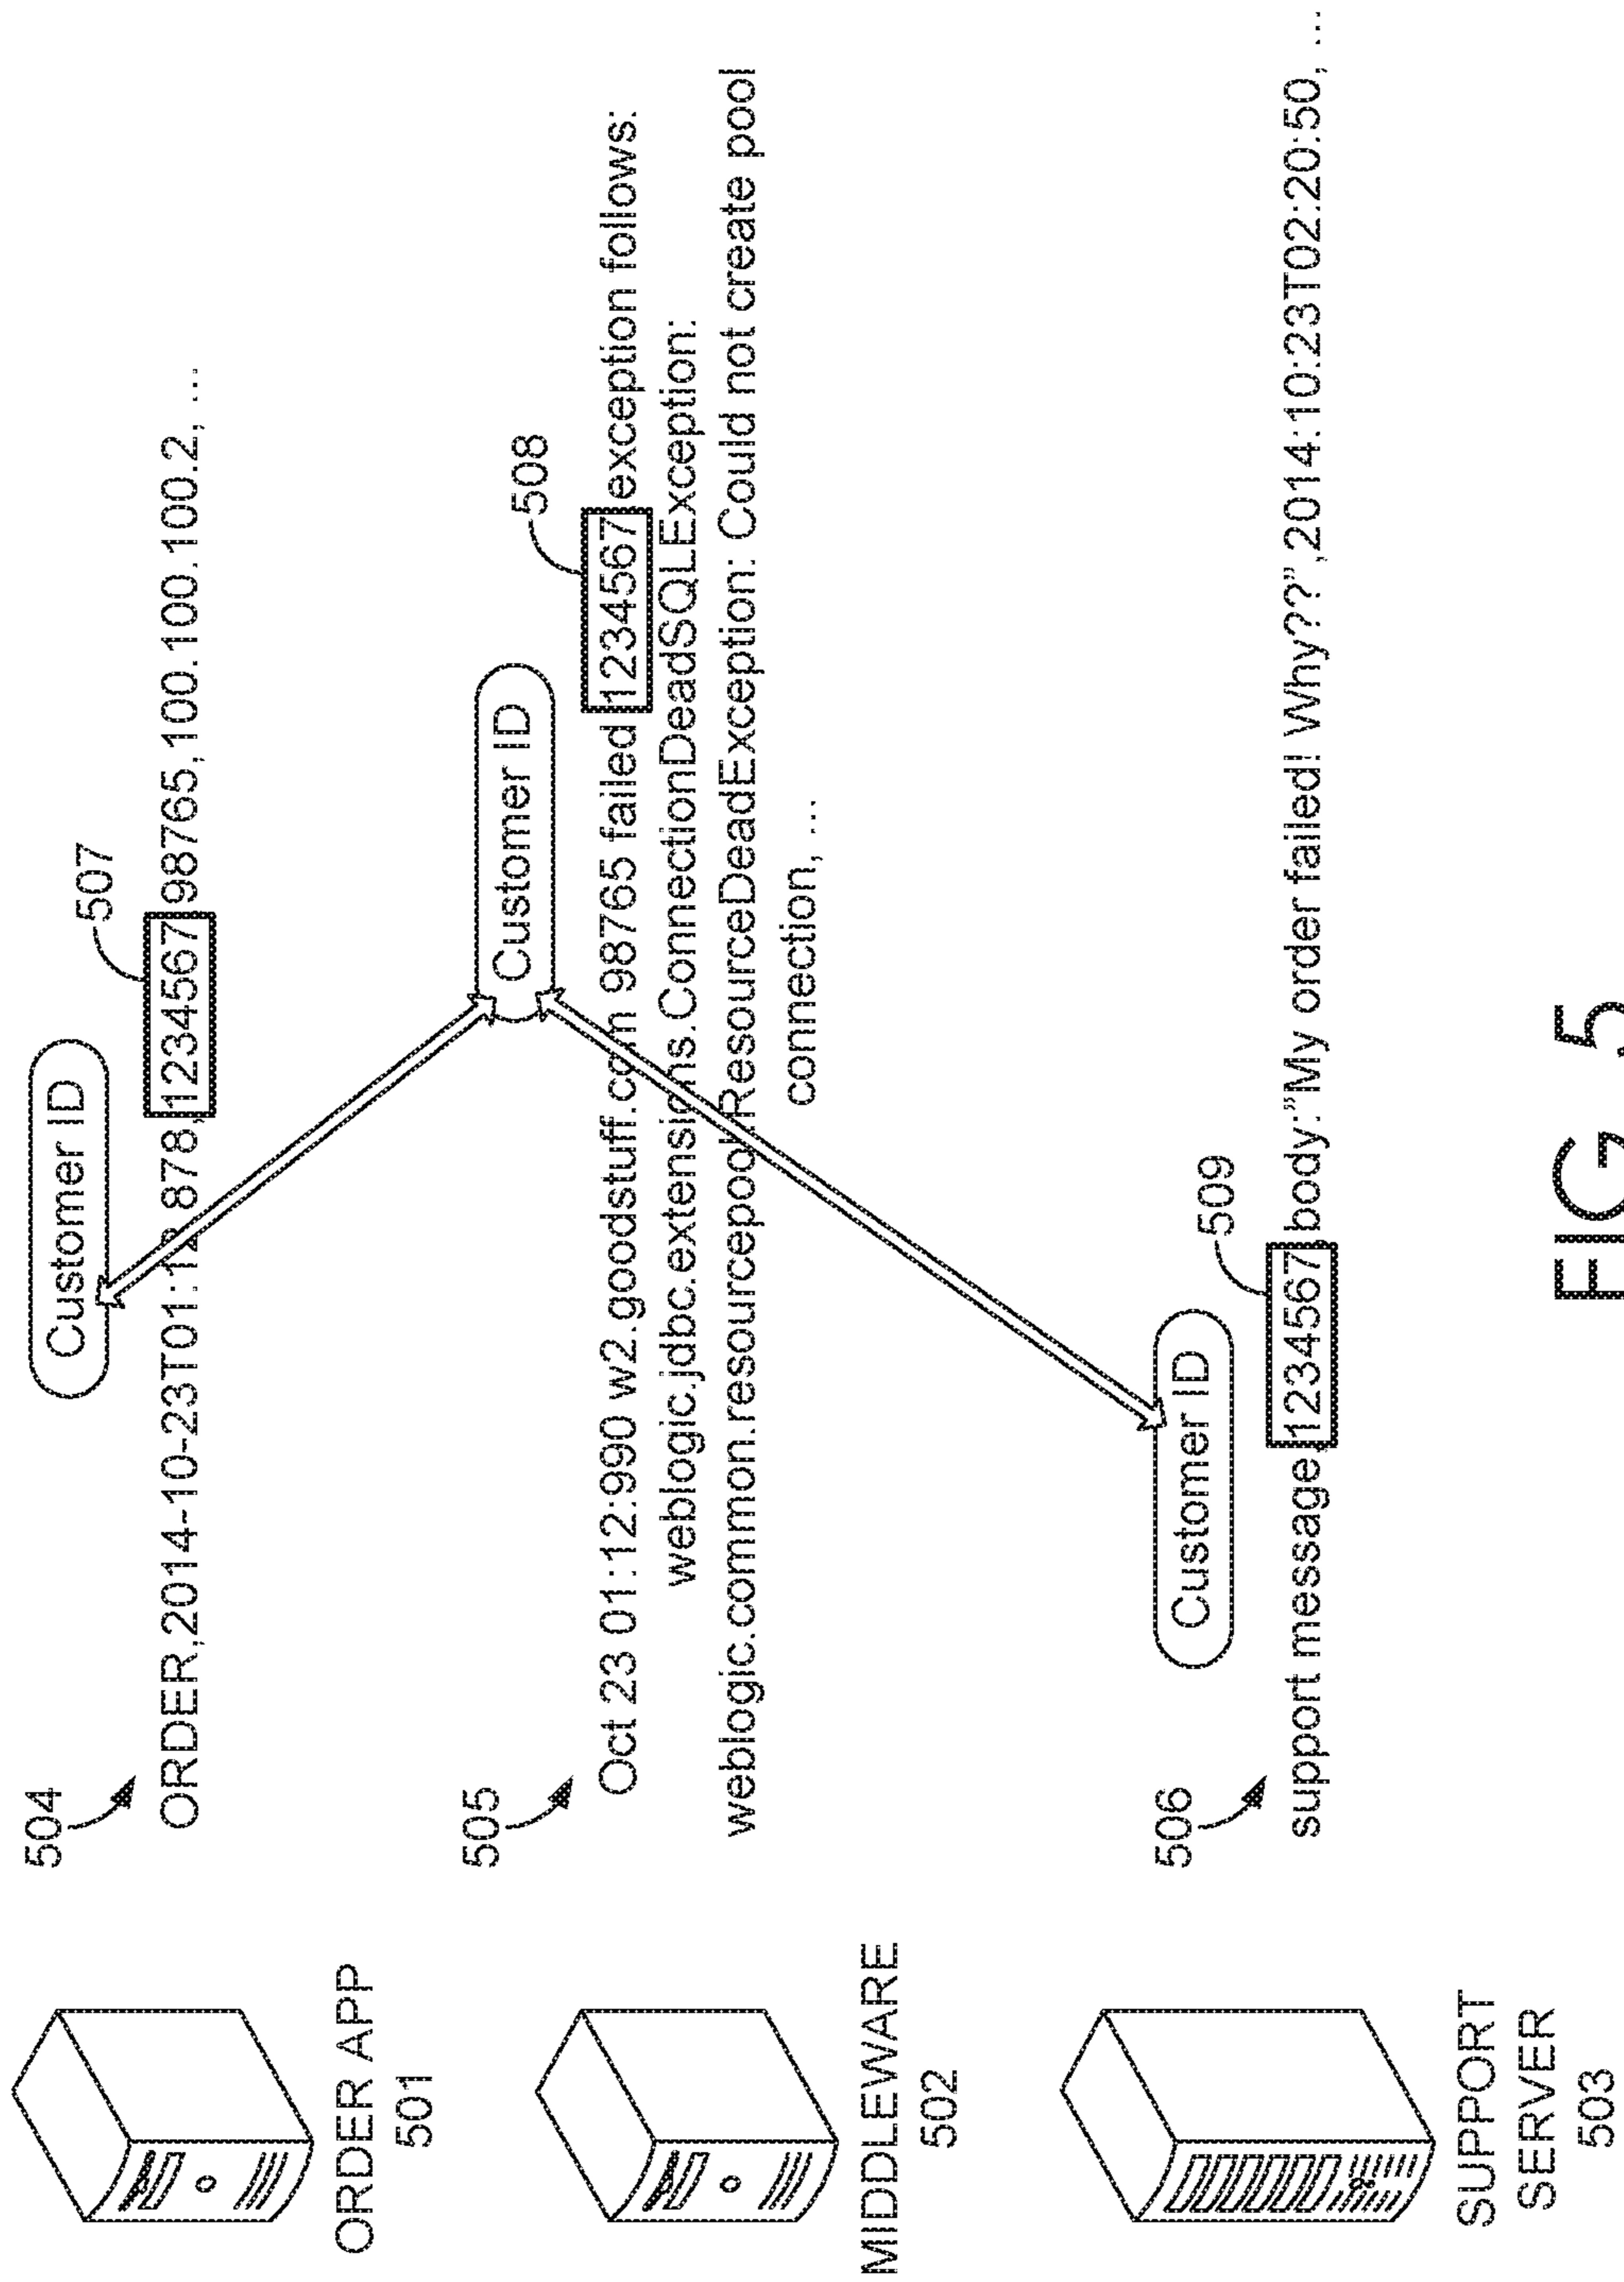 504
Customer ID
507
ORDER,2014-10-23T01:12 878,1234567 98765,100.100.100.2, ...
ORDER APP
501
505
Customer ID
508
Oct 23 01:12:990 w2.goodstuff.com 98765 failed 1234567 exception follows:
weblogic.jdbc.extensions.ConnectionDeadSQLException:
weblogic.common.resourcepool.ResourceDeadException: Could not create pool
connection, ...
MIDDLEWARE
502
506
Customer ID
509
support message,1234567 body:"My order failed! Why??",2014:10:23T02:20:50, ...
SUPPORT
SERVER
503
FIG. 5